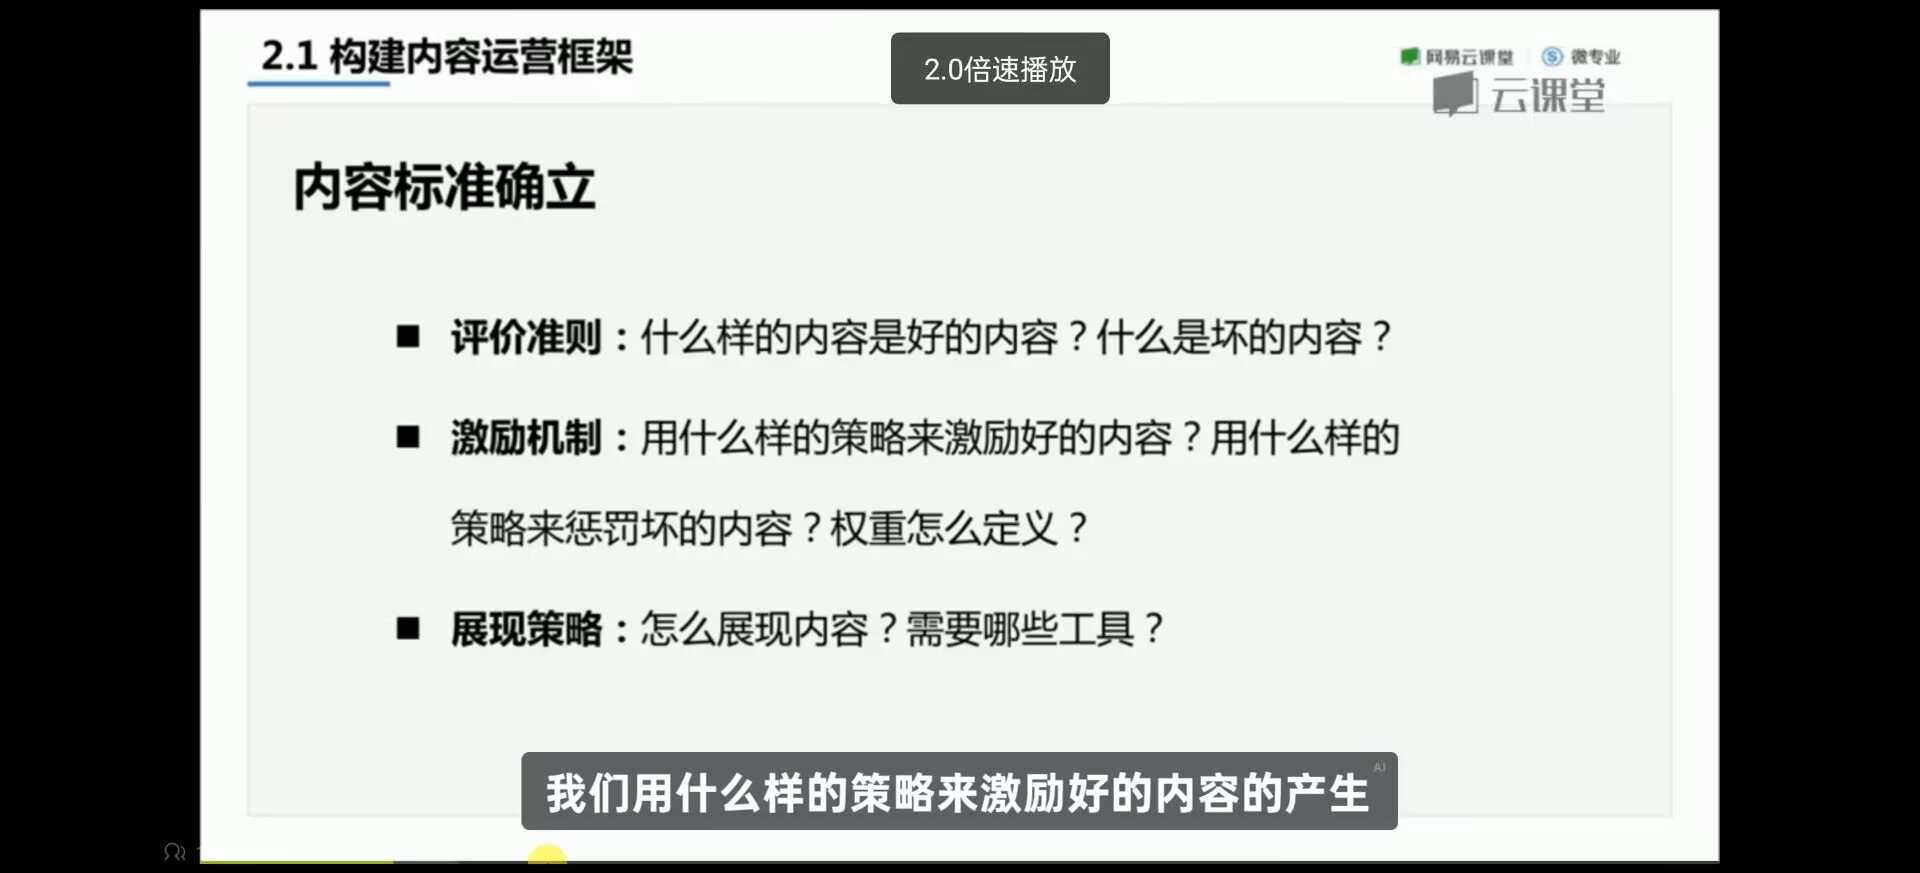 2.1 构建内容运营框架
2.0倍速播放
网易云课堂
微专业
云课堂
内容标准确立
■ 评价准则：什么样的内容是好的内容？什么是坏的内容？
■ 激励机制：用什么样的策略来激励好的内容？用什么样的
策略来惩罚坏的内容？权重怎么定义？
■ 展现策略：怎么展现内容？需要哪些工具？
我们用什么样的策略来激励好的内容的产生
AI